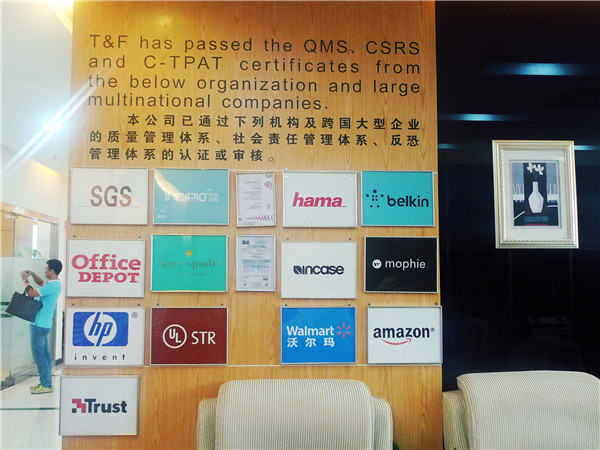 T&F has passed the QMS、CSRS
and C-TPAT certificates from
the below organization and large
multinational companies.
本公司已通过下列机构及跨国大型企业
的质量管理体系、社会责任管理体系、反恐
管理体系的认证或审核。
SGS
INCIPIO
hama
belkin
Office
DEPOT
kate spade
incase
mophie
hp
invent
UL STR
Walmart
沃尔玛
amazon
Trust